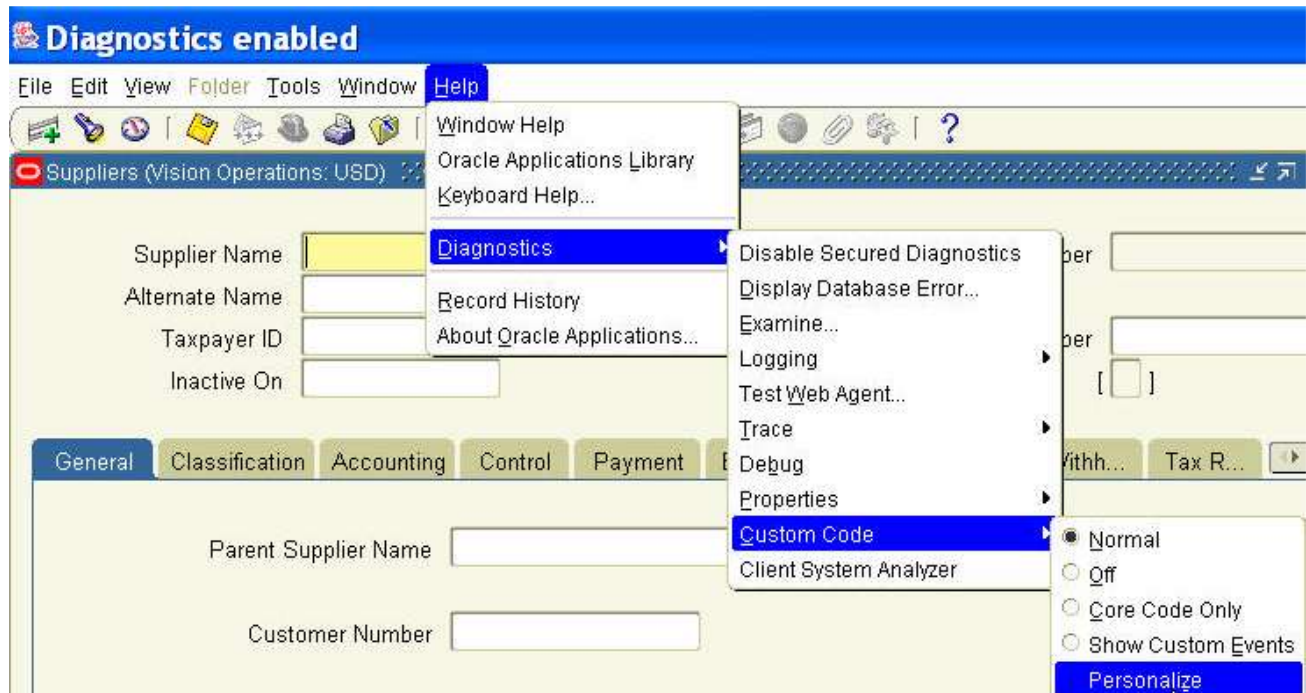 Diagnostics enabled
File Edit View Folder Tools Window Help
?
Suppliers (Vision Operations: USD)
Window Help
Oracle Applications Library
Keyboard Help...
Diagnostics
Record History
About Oracle Applications...
Supplier Name
Alternate Name
Taxpayer ID
Inactive On
[ ]
Disable Secured Diagnostics
Display Database Error...
Examine...
Logging
Test Web Agent...
Trace
Debug
Properties
Custom Code
Client System Analyzer
Normal
Off
Core Code Only
Show Custom Events
Personalize
General Classification Accounting Control Payment Tax R...
Parent Supplier Name
Customer Number